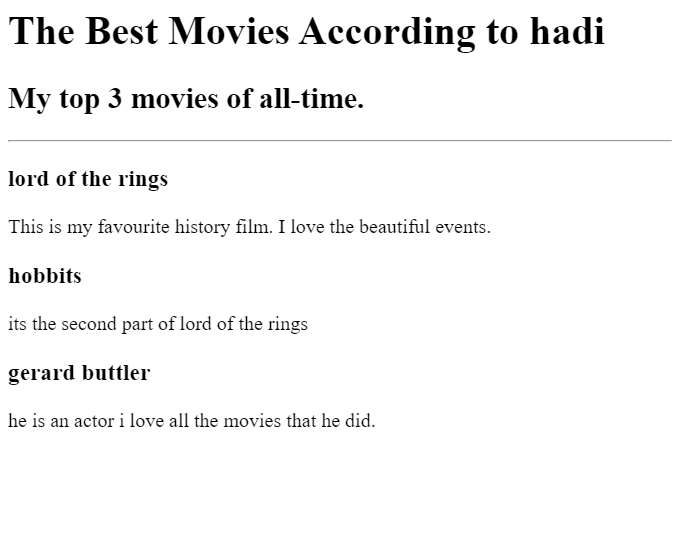 The Best Movies According to hadi
My top 3 movies of all-time.
lord of the rings
This is my favourite history film. I love the beautiful events.
hobbits
its the second part of lord of the rings
gerard buttler
he is an actor i love all the movies that he did.